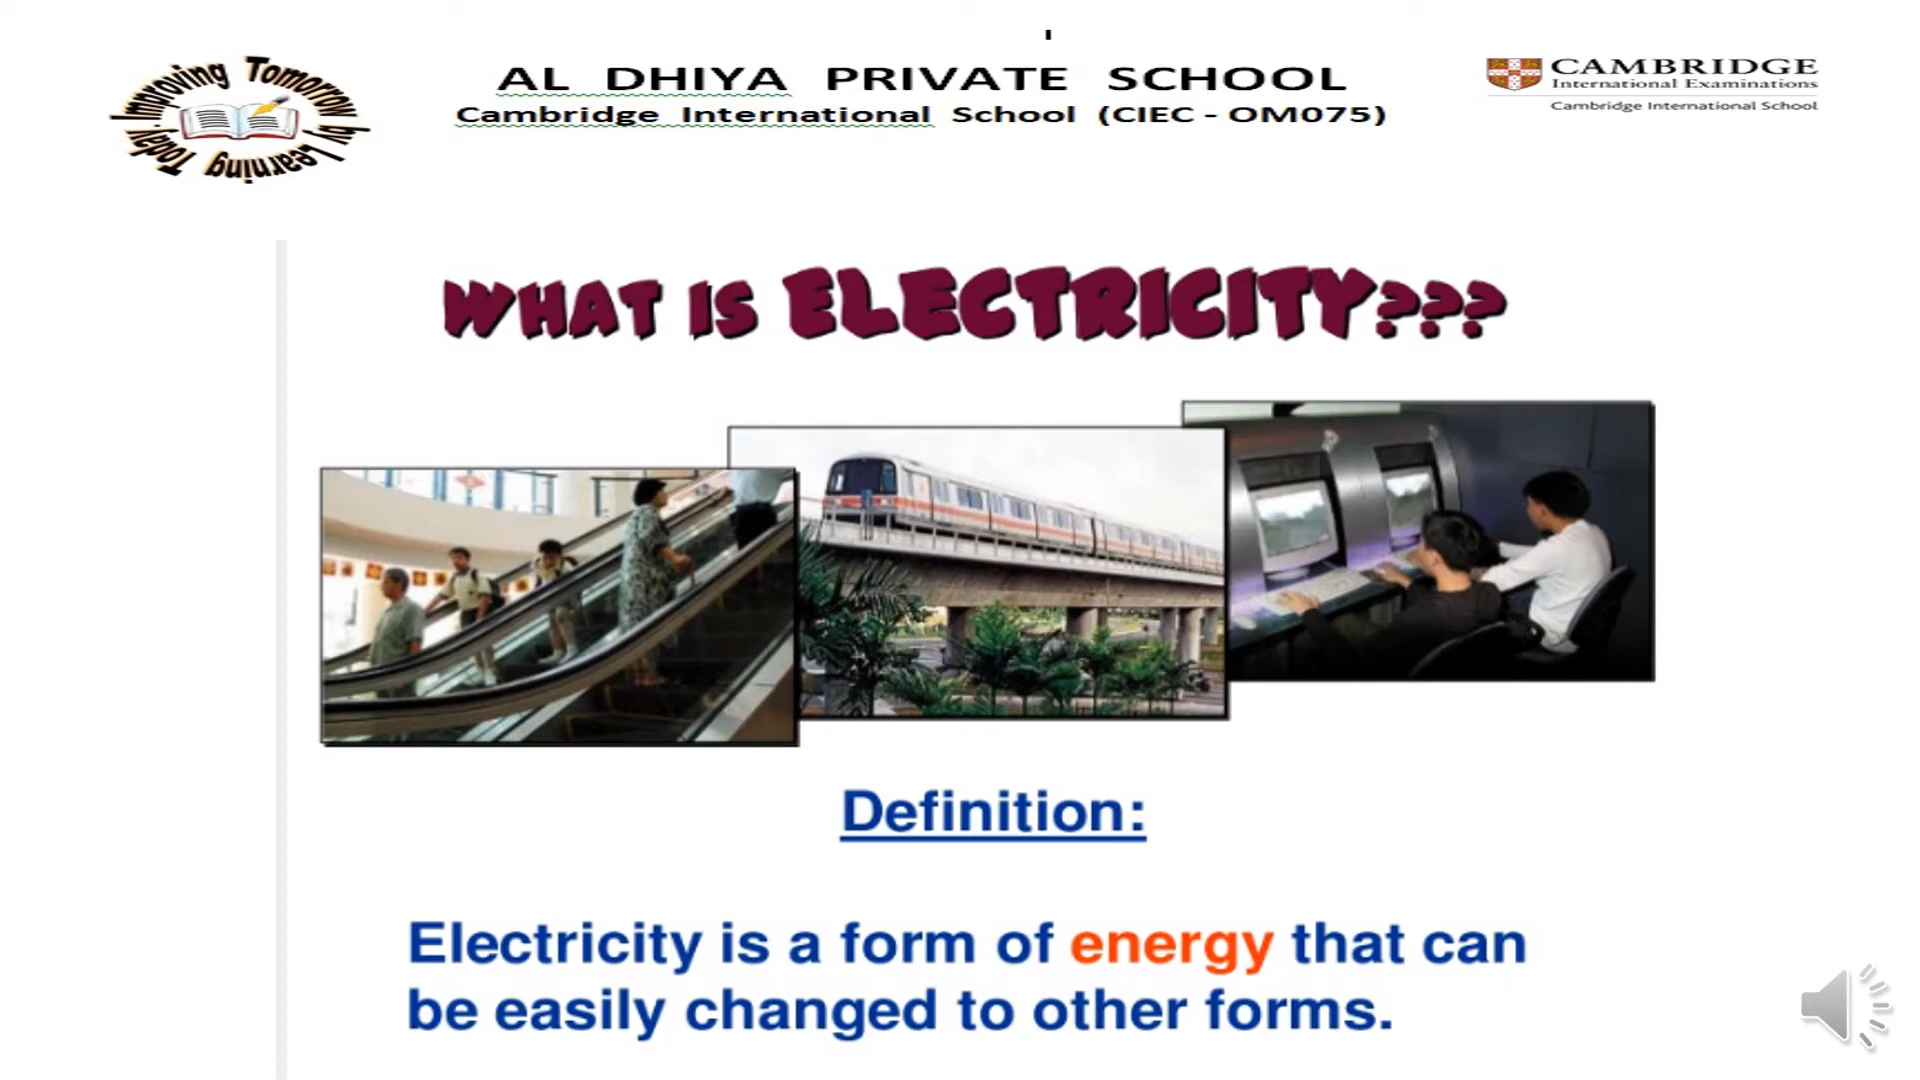 Improving Tomorrow by Learning Today
AL DHIYA PRIVATE SCHOOL
Cambridge International School (CIEC - OM075)
CAMBRIDGE
International Examinations
Cambridge International School
WHAT IS ELECTRICITY???
Definition:
Electricity is a form of energy that can
be easily changed to other forms.